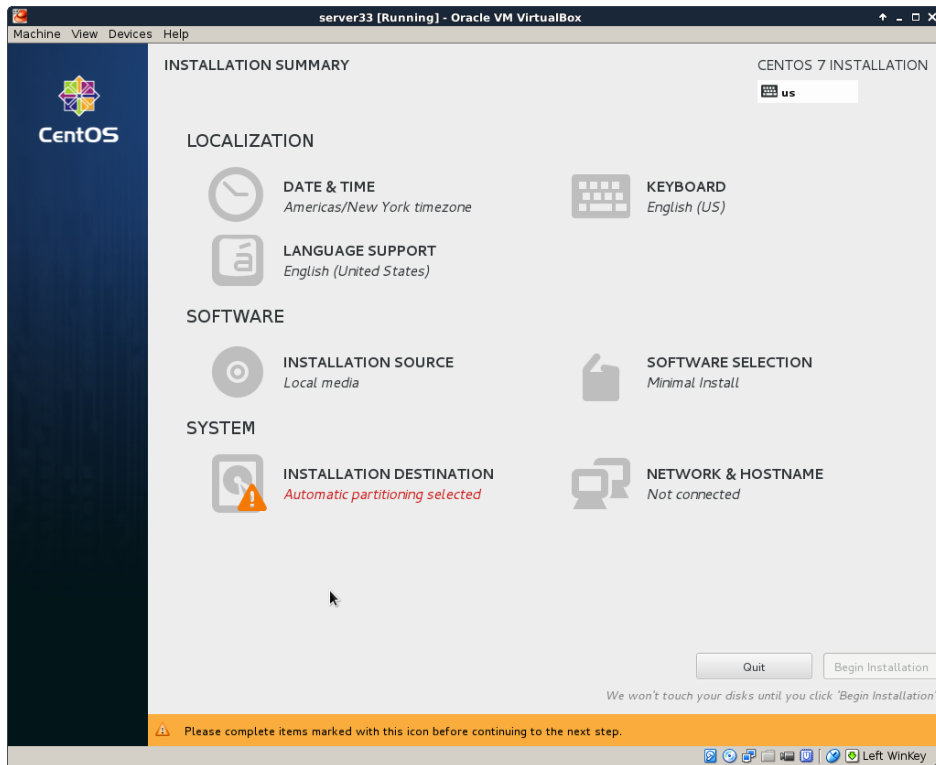 server33 [Running] - Oracle VM VirtualBox
Machine View Devices Help
INSTALLATION SUMMARY
CENTOS 7 INSTALLATION
us
CentOS
LOCALIZATION
DATE & TIME
Americas/New York timezone
KEYBOARD
English (US)
á
LANGUAGE SUPPORT
English (United States)
SOFTWARE
INSTALLATION SOURCE
Local media
SOFTWARE SELECTION
Minimal Install
SYSTEM
INSTALLATION DESTINATION
Automatic partitioning selected
NETWORK & HOSTNAME
Not connected
Quit
Begin Installation
We won't touch your disks until you click 'Begin Installation'
Please complete items marked with this icon before continuing to the next step.
Left WinKey